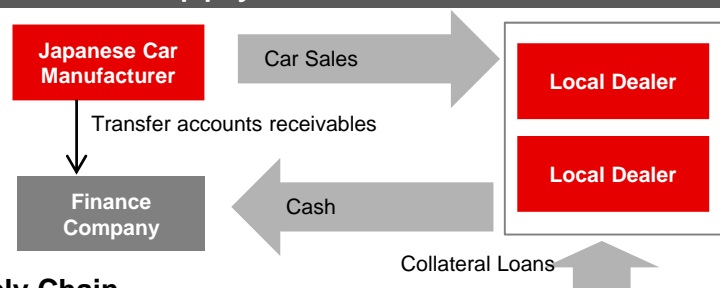 Japanese Car
Manufacturer
Car Sales
Local Dealer
Transfer accounts receivables
Local Dealer
Finance
Company
Cash
Collateral Loans